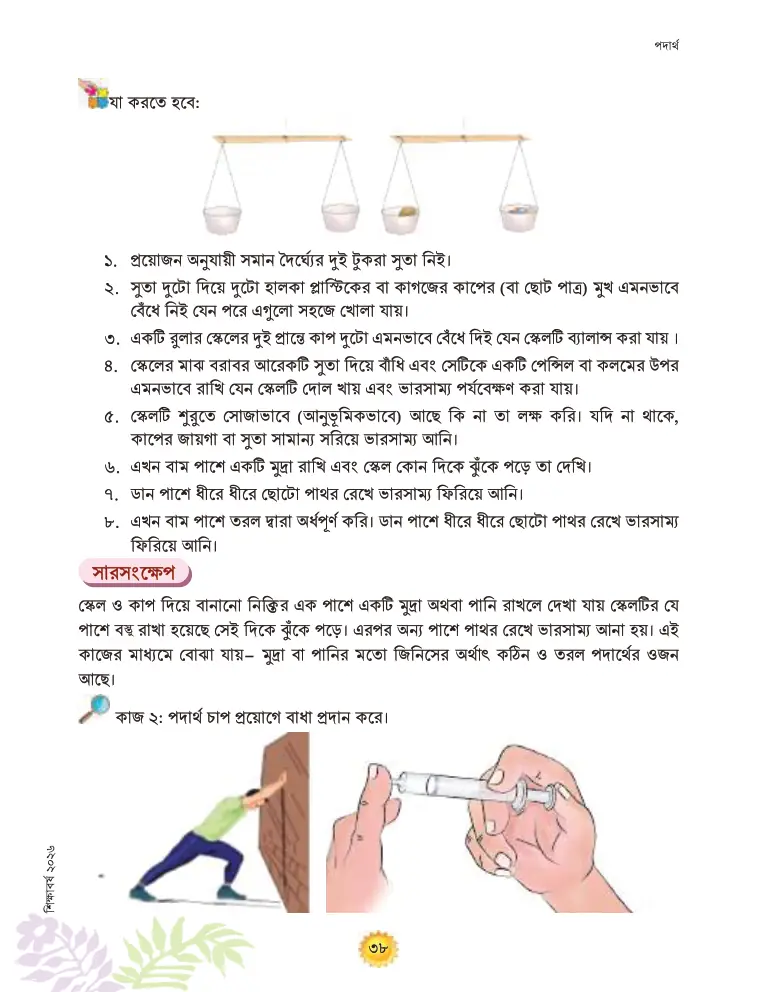 পদার্থ
যা করতে হবে:
১. প্রয়োজন অনুযায়ী সমান দৈর্ঘ্যের দুই টুকরা সুতা নিই।
২. সুতা দুটো দিয়ে দুটো হালকা প্লাস্টিকের বা কাগজের কাপের (বা ছোট পাত্র) মুখ এমনভাবে
বেঁধে নিই যেন পরে এগুলো সহজে খোলা যায়।
৩. একটি রুলার স্কেলের দুই প্রান্তে কাপ দুটো এমনভাবে বেঁধে দিই যেন স্কেলটি ব্যালান্স করা যায় ।
৪. স্কেলের মাঝ বরাবর আরেকটি সুতা দিয়ে বাঁধি এবং সেটিকে একটি পেন্সিল বা কলমের উপর
এমনভাবে রাখি যেন স্কেলটি দোল খায় এবং ভারসাম্য পর্যবেক্ষণ করা যায়।
৫. স্কেলটি শুরুতে সোজাভাবে (আনুভূমিকভাবে) আছে কি না তা লক্ষ করি। যদি না থাকে,
কাপের জায়গা বা সুতা সামান্য সরিয়ে ভারসাম্য আনি।
৬. এখন বাম পাশে একটি মুদ্রা রাখি এবং স্কেল কোন দিকে ঝুঁকে পড়ে তা দেখি।
৭. ডান পাশে ধীরে ধীরে ছোটো পাথর রেখে ভারসাম্য ফিরিয়ে আনি।
৮. এখন বাম পাশে তরল দ্বারা অর্ধপূর্ণ করি। ডান পাশে ধীরে ধীরে ছোটো পাথর রেখে ভারসাম্য
ফিরিয়ে আনি।
সারসংক্ষেপ
স্কেল ও কাপ দিয়ে বানানো নিক্তির এক পাশে একটি মুদ্রা অথবা পানি রাখলে দেখা যায় স্কেলটির যে
পাশে বস্তু রাখা হয়েছে সেই দিকে ঝুঁকে পড়ে। এরপর অন্য পাশে পাথর রেখে ভারসাম্য আনা হয়। এই
কাজের মাধ্যমে বোঝা যায়– মুদ্রা বা পানির মতো জিনিসের অর্থাৎ কঠিন ও তরল পদার্থের ওজন
আছে।
কাজ ২: পদার্থ চাপ প্রয়োগে বাধা প্রদান করে।
শিক্ষাবর্ষ ২০২৬
৩৮